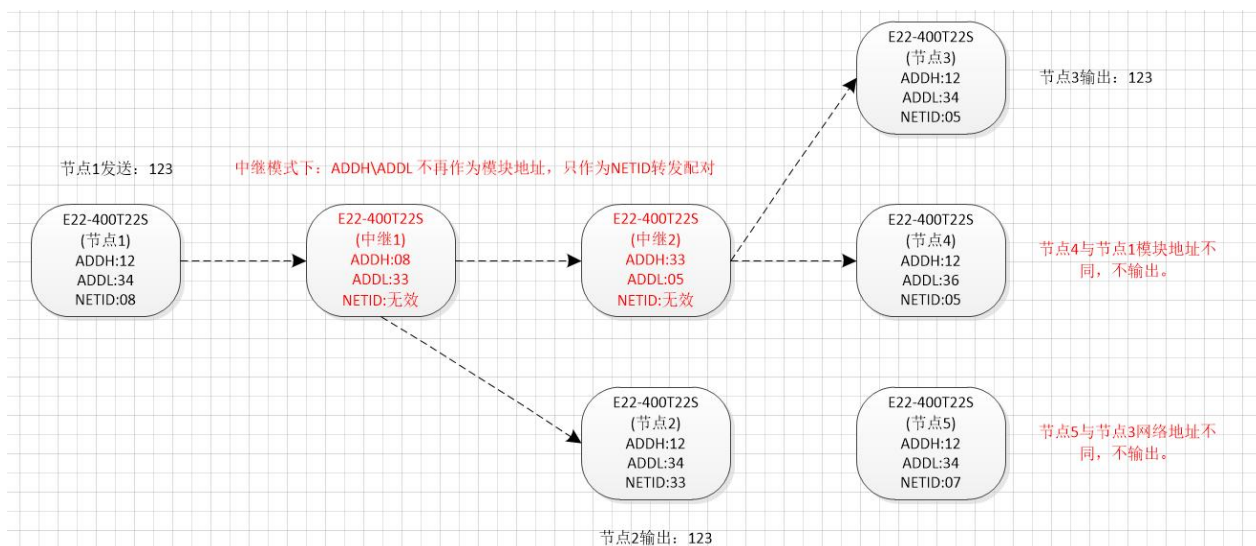 E22-400T22S
(节点3)
ADDH:12
ADDL:34
NETID:05
节点3输出：123
节点1发送：123
中继模式下：ADDH\ADDL 不再作为模块地址，只作为NETID转发配对
E22-400T22S
(节点1)
ADDH:12
ADDL:34
NETID:08
E22-400T22S
(中继1)
ADDH:08
ADDL:33
NETID:无效
E22-400T22S
(中继2)
ADDH:33
ADDL:05
NETID:无效
E22-400T22S
(节点4)
ADDH:12
ADDL:36
NETID:05
节点4与节点1模块地址不
同，不输出。
E22-400T22S
(节点2)
ADDH:12
ADDL:34
NETID:33
E22-400T22S
(节点5)
ADDH:12
ADDL:34
NETID:07
节点5与节点3网络地址不
同，不输出。
节点2输出：123